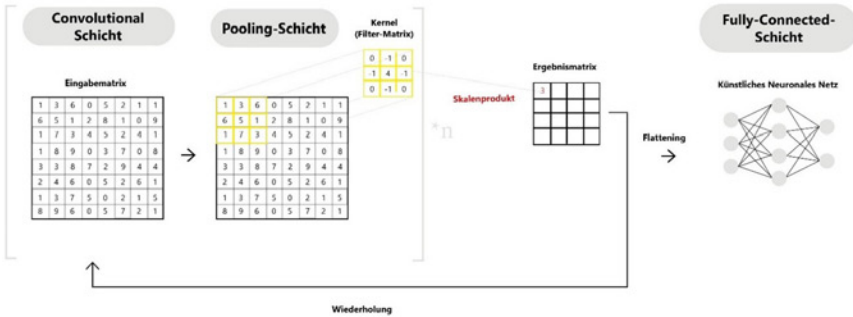 Convolutional
Schicht
Pooling-Schicht
Kernel
(Filter-Matrix)
Fully-Connected-
Schicht
Eingabematrix
0 -1 0
-1 4 -1
0 -1 0
Ergebnismatrix
Künstliches Neuronales Netz
1 3 6 0 5 2 1 1
6 5 1 2 8 1 0 9
1 7 3 4 5 2 4 1
1 8 9 0 3 7 0 8
3 3 8 7 2 9 4 4
2 4 6 0 5 2 6 1
1 3 7 5 0 2 1 5
8 9 6 0 5 7 2 1
1 3 6 0 5 2 1 1
6 5 1 2 8 1 0 9
1 7 3 4 5 2 4 1
1 8 9 0 3 7 0 8
3 3 8 7 2 9 4 4
2 4 6 0 5 2 6 1
1 3 7 5 0 2 1 5
8 9 6 0 5 7 2 1
*n
Skalenprodukt
3
Flattening
Wiederholung